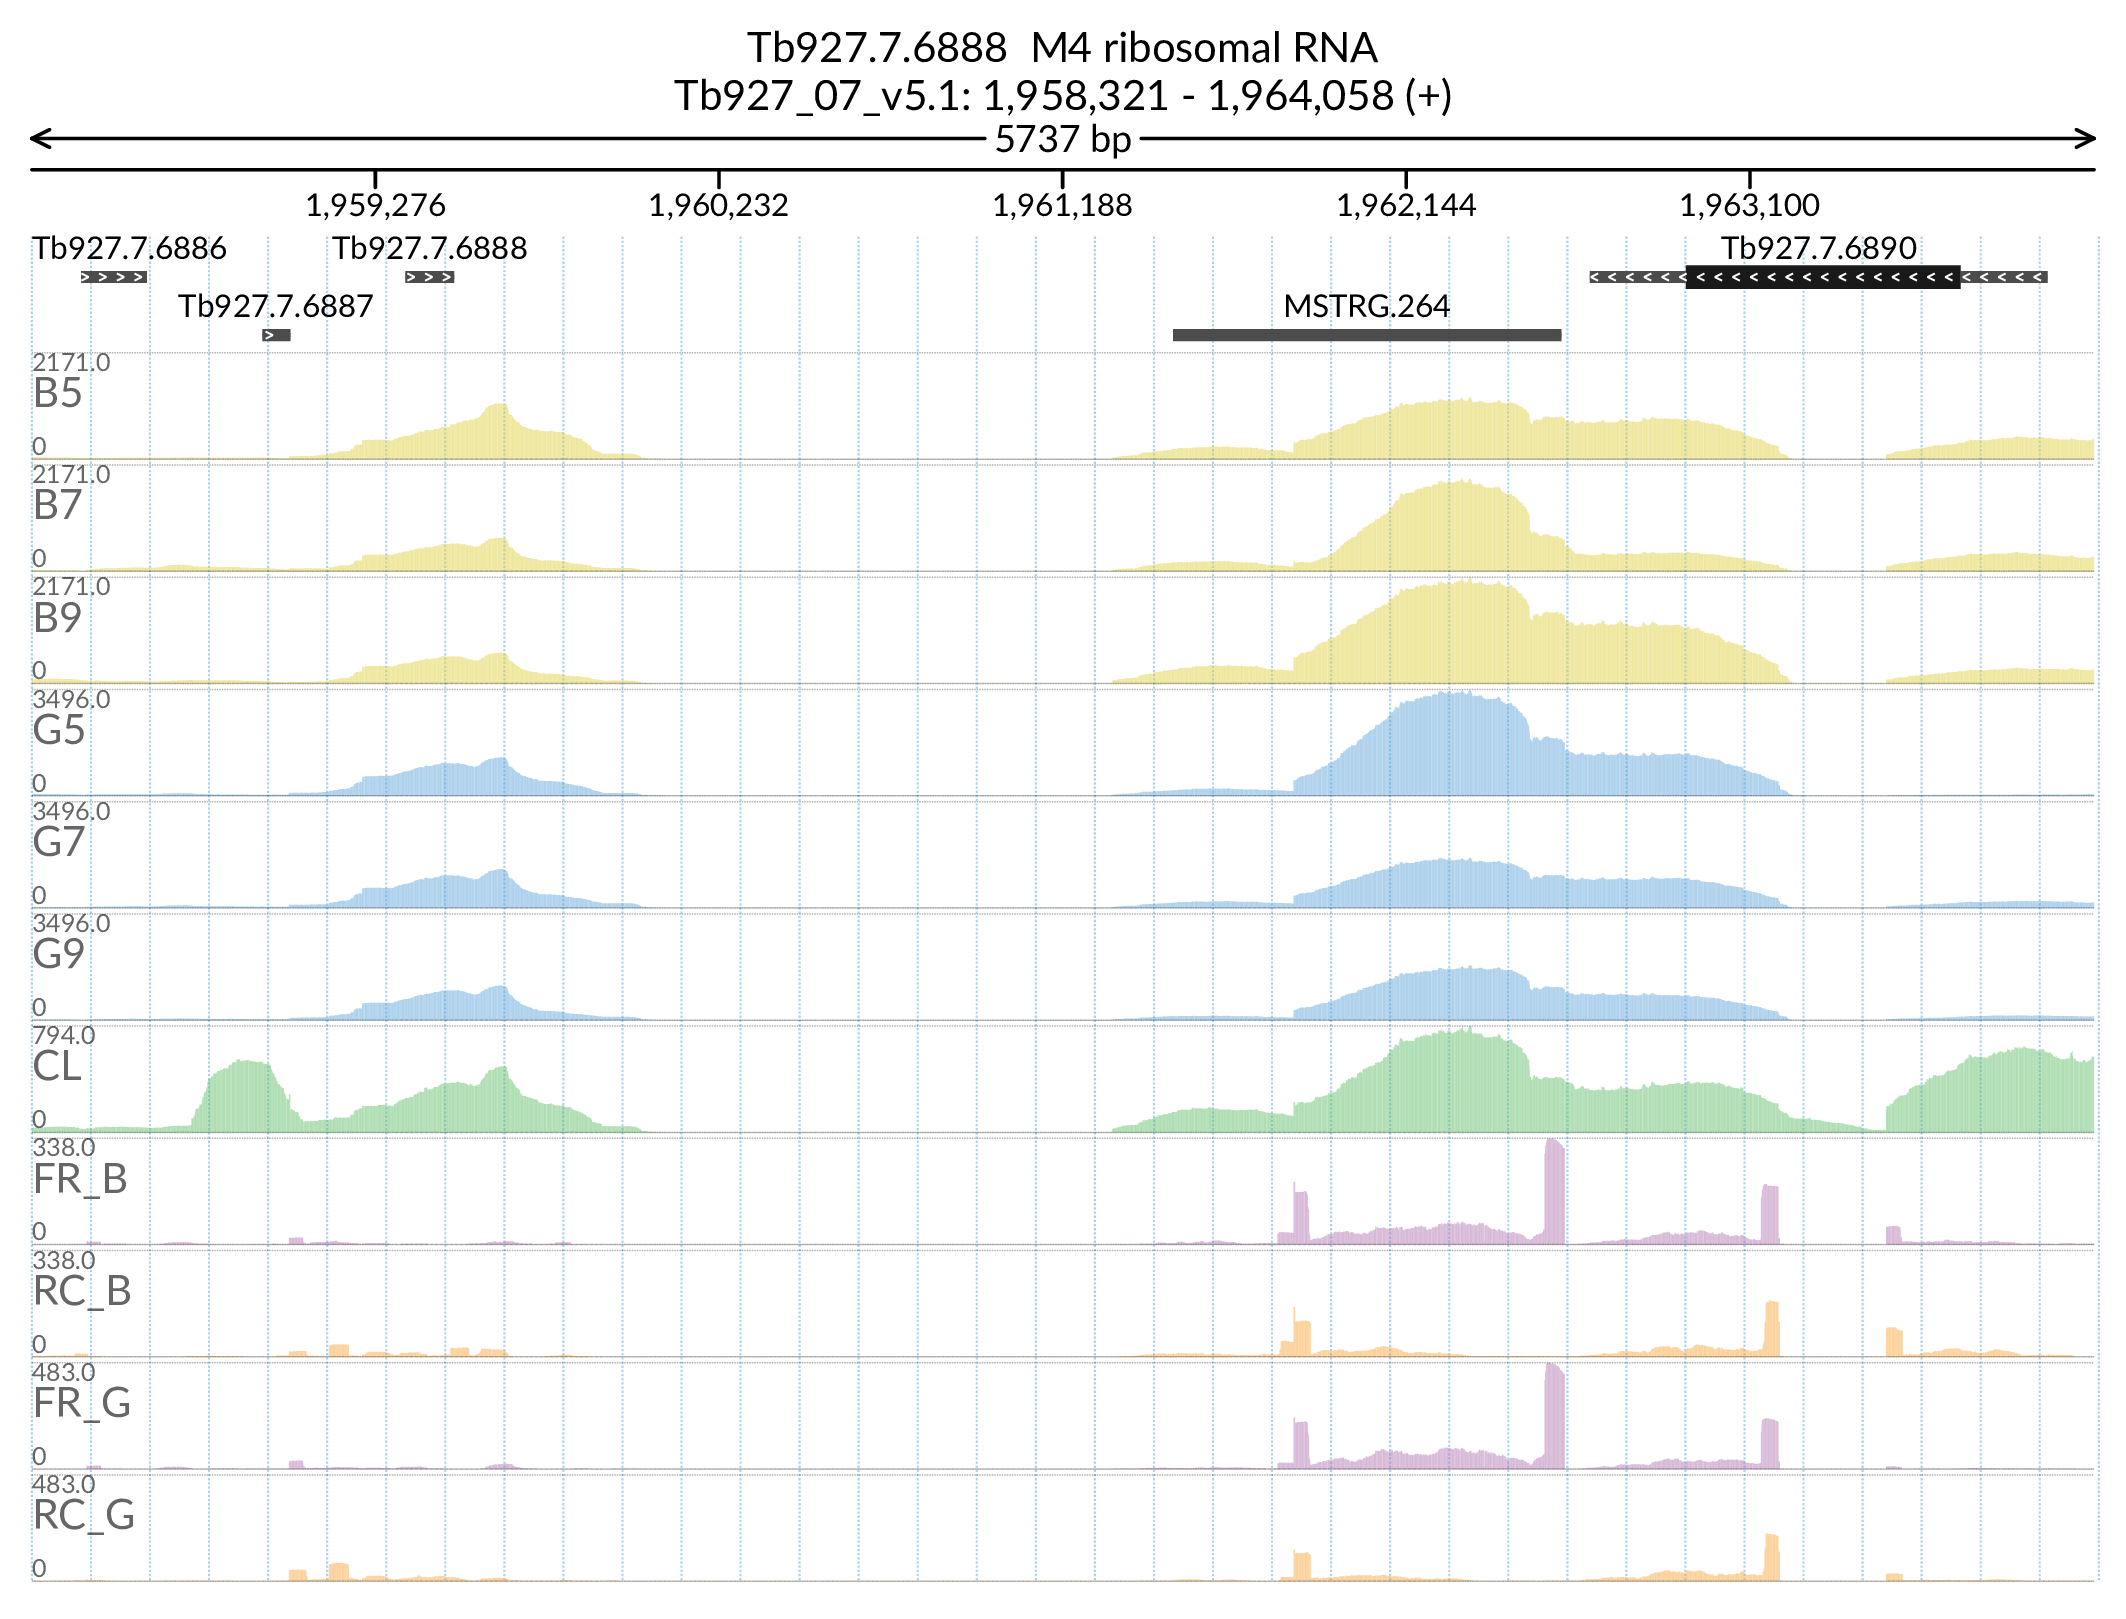 Tb927.7.6888 M4 ribosomal RNA
Tb927_07_v5.1: 1,958,321 - 1,964,058 (+)
5737 bp
1,959,276 1,960,232 1,961,188 1,962,144 1,963,100
Tb927.7.6886 Tb927.7.6888 Tb927.7.6890
Tb927.7.6887 MSTRG.264
2171.0
B5
0
2171.0
B7
0
2171.0
B9
0
3496.0
G5
0
3496.0
G7
0
3496.0
G9
0
794.0
CL
0
338.0
FR_B
0
338.0
RC_B
0
483.0
FR_G
0
483.0
RC_G
0